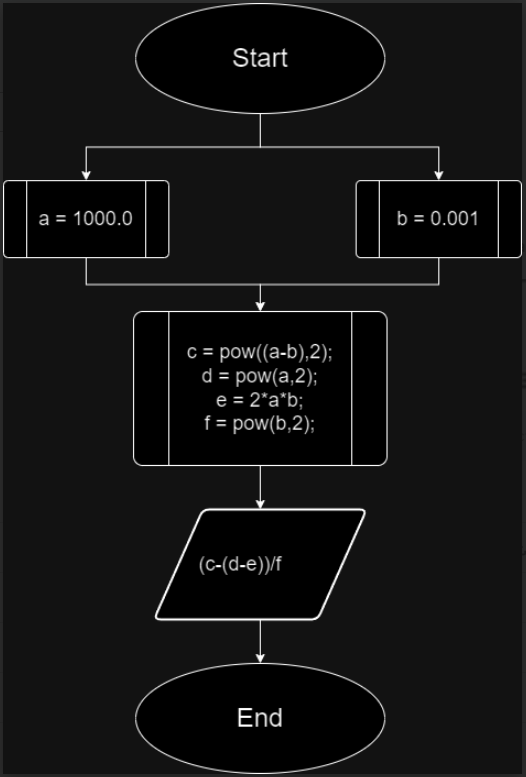 Start
a = 1000.0
b = 0.001
c = pow((a-b),2);
d = pow(a,2);
e = 2*a*b;
f = pow(b,2);
(c-(d-e))/f
End